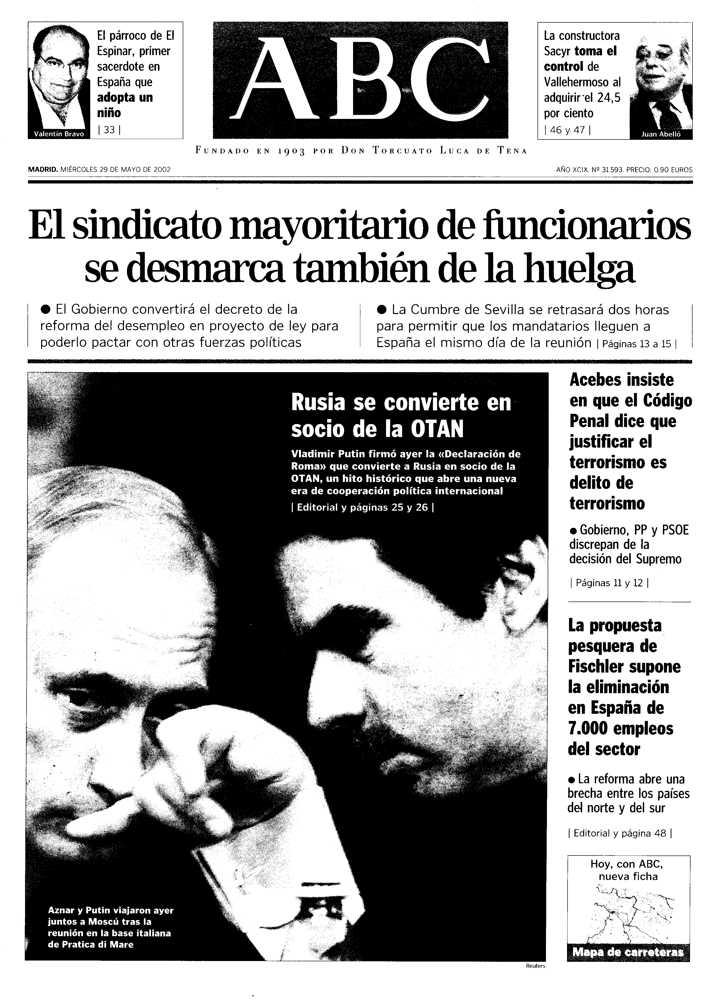 El párroco de El
Espinar, primer
sacerdote en
España que
adopta un
niño
| 33 |
Valentín Bravo
ABC
La constructora
Sacyr toma el
control de
Vallehermoso al
adquirir el 24,5
por ciento
| 46 y 47 |
Juan Abelló
FUNDADO EN 1903 POR DON TORCUATO LUCA DE TENA
MADRID. MIÉRCOLES 29 DE MAYO DE 2002
AÑO XCIX. Nº 31.593. PRECIO: 0.90 EUROS
El sindicato mayoritario de funcionarios
se desmarca también de la huelga
● El Gobierno convertirá el decreto de la
reforma del desempleo en proyecto de ley para
poderlo pactar con otras fuerzas políticas
● La Cumbre de Sevilla se retrasará dos horas
para permitir que los mandatarios lleguen a
España el mismo día de la reunión | Páginas 13 a 15 |
Rusia se convierte en
socio de la OTAN
Vladimir Putin firmó ayer la «Declaración de
Roma» que convierte a Rusia en socio de la
OTAN, un hito histórico que abre una nueva
era de cooperación política internacional
| Editorial y páginas 25 y 26 |
Aznar y Putin viajaron ayer
juntos a Moscú tras la
reunión en la base italiana
de Pratica di Mare
Reuters
Acebes insiste
en que el Código
Penal dice que
justificar el
terrorismo es
delito de
terrorismo
● Gobierno, PP y PSOE
discrepan de la
decisión del Supremo
| Páginas 11 y 12 |
La propuesta
pesquera de
Fischler supone
la eliminación
en España de
7.000 empleos
del sector
● La reforma abre una
brecha entre los países
del norte y del sur
| Editorial y página 48 |
Hoy, con ABC,
nueva ficha
Mapa de carreteras